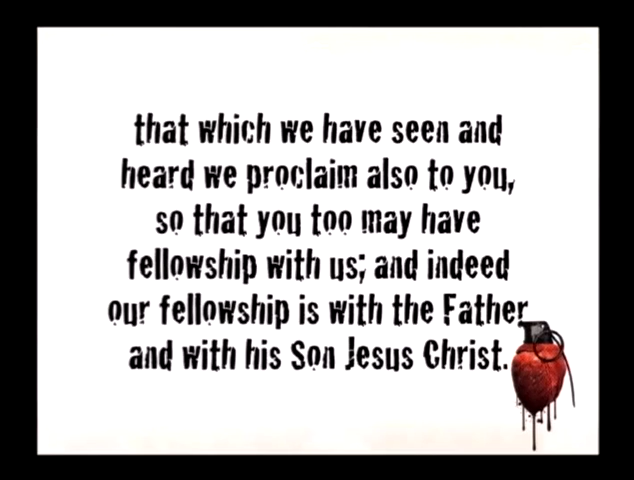 that which we have seen and
heard we proclaim also to you,
so that you too may have
fellowship with us; and indeed
our fellowship is with the Father
and with his Son Jesus Christ.